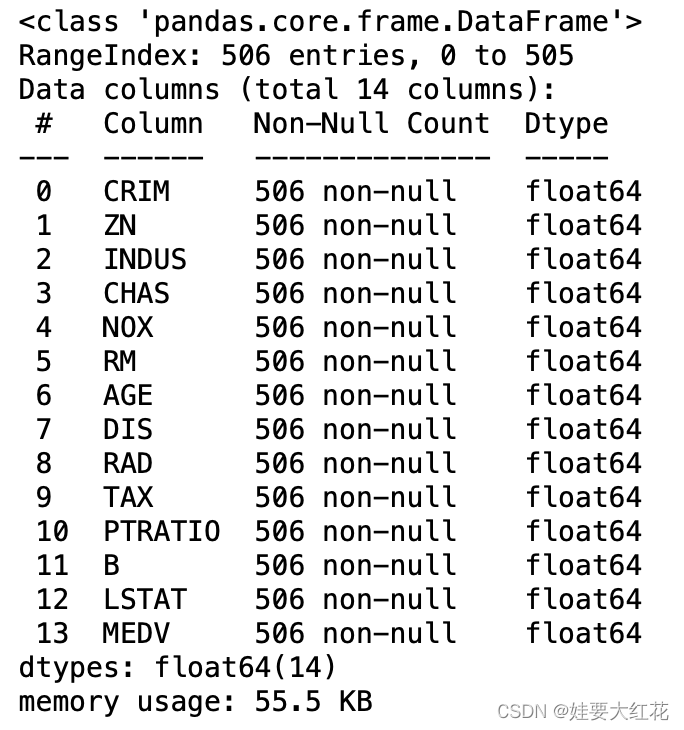 <class 'pandas.core.frame.DataFrame'>
RangeIndex: 506 entries, 0 to 505
Data columns (total 14 columns):
 #   Column   Non-Null Count  Dtype
---  ------   --------------  -----
 0   CRIM     506 non-null    float64
 1   ZN       506 non-null    float64
 2   INDUS    506 non-null    float64
 3   CHAS     506 non-null    float64
 4   NOX      506 non-null    float64
 5   RM       506 non-null    float64
 6   AGE      506 non-null    float64
 7   DIS      506 non-null    float64
 8   RAD      506 non-null    float64
 9   TAX      506 non-null    float64
 10  PTRATIO  506 non-null    float64
 11  B        506 non-null    float64
 12  LSTAT    506 non-null    float64
 13  MEDV     506 non-null    float64
dtypes: float64(14)
memory usage: 55.5 KB
CSDN @娃要大红花